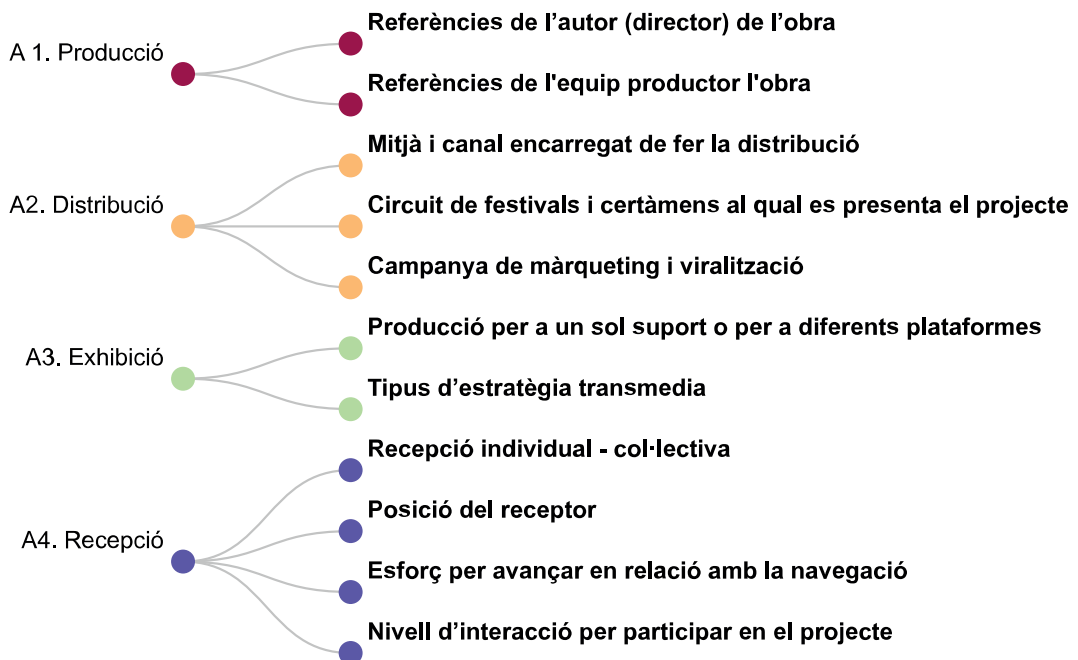 A 1. Producció
Referències de l’autor (director) de l’obra
Referències de l'equip productor l'obra
A2. Distribució
Mitjà i canal encarregat de fer la distribució
Circuit de festivals i certàmens al qual es presenta el projecte
Campanya de màrqueting i viralització
A3. Exhibició
Producció per a un sol suport o per a diferents plataformes
Tipus d’estratègia transmedia
A4. Recepció
Recepció individual - col·lectiva
Posició del receptor
Esforç per avançar en relació amb la navegació
Nivell d’interacció per participar en el projecte